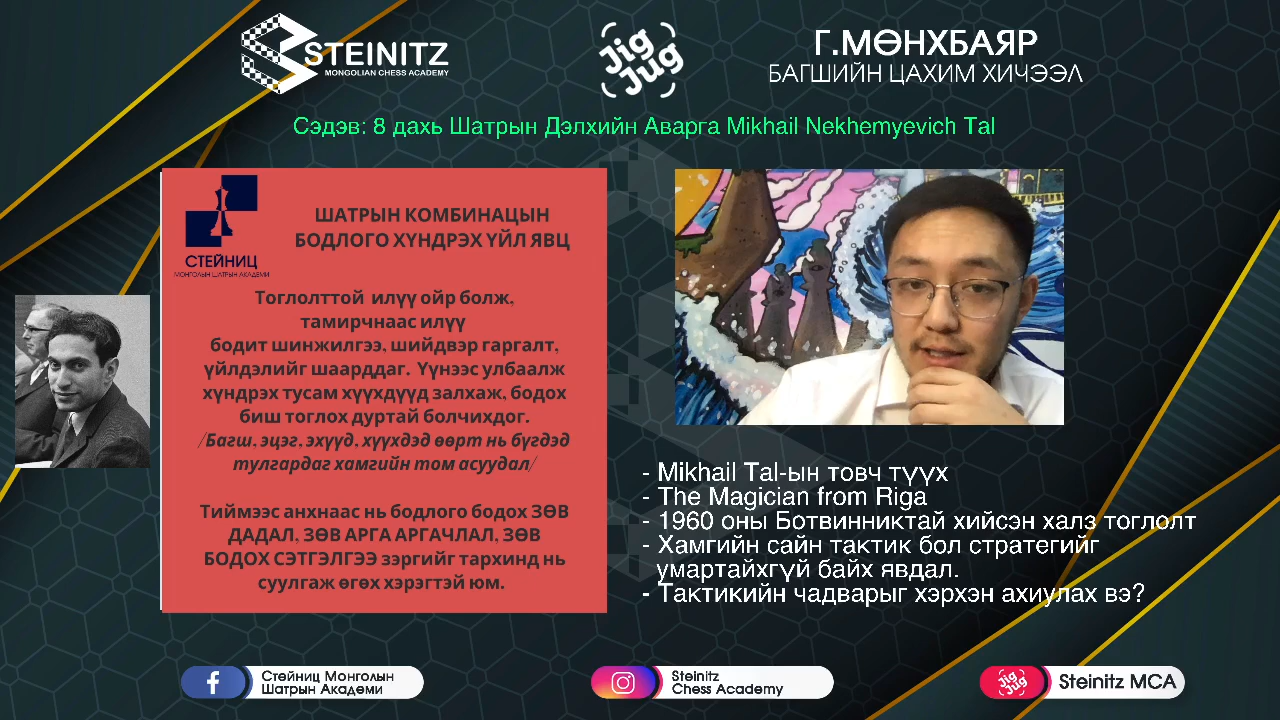 STEINITZ
MONGOLIAN CHESS ACADEMY
Jig
Jug
Г.МӨНХБАЯР
БАГШИЙН ЦАХИМ ХИЧЭЭЛ
Сэдэв: 8 дахь Шатрын Дэлхийн Аварга Mikhail Nekhemyevich Tal
СТЕЙНИЦ
МОНГОЛЫН ШАТРЫН АКАДЕМИ
ШАТРЫН КОМБИНАЦЫН
БОДЛОГО ХҮНДРЭХ ҮЙЛ ЯВЦ
Тоглолттой илүү ойр болж,
тамирчнаас илүү
бодит шинжилгээ, шийдвэр гаргалт,
үйлдэлийг шаарддаг. Үүнээс улбаалж
хүндрэх тусам хүүхдүүд залхаж, бодох
биш тоглох дуртай болчихдог.
/Багш, эцэг, эхүүд, хүүхдэд өөрт нь бүгдэд
тулгардаг хамгийн том асуудал/
Тиймээс анхнаас нь бодлого бодох ЗӨВ
ДАДАЛ, ЗӨВ АРГА АРГАЧЛАЛ, ЗӨВ
БОДОХ СЭТГЭЛГЭЭ зэргийг тархинд нь
суулгаж өгөх хэрэгтэй юм.
- Mikhail Tal-ын товч түүх
- The Magician from Riga
- 1960 оны Ботвинниктай хийсэн халз тоглолт
- Хамгийн сайн тактик бол стратегийг
умартайхгүй байх явдал.
- Тактикийн чадварыг хэрхэн ахиулах вэ?
Стейниц Монголын
Шатрын Академи
Steinitz
Chess Academy
Jig
Jug
Steinitz MCA